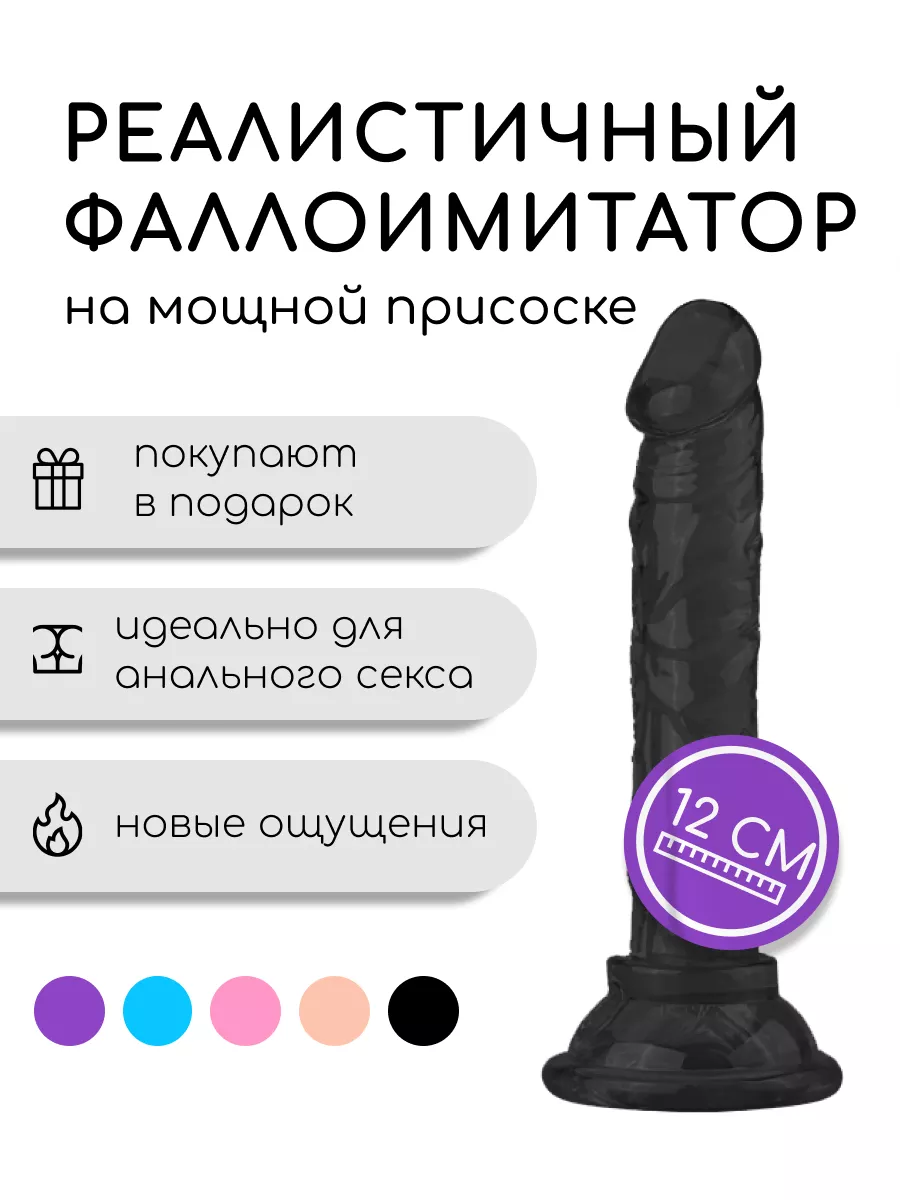 РЕАЛИСТИЧНЫЙ
ФАЛЛОИМИТАТОР
на мощной присоске
покупают
в подарок
идеально для
анального секса
новые ощущения
12 СМ